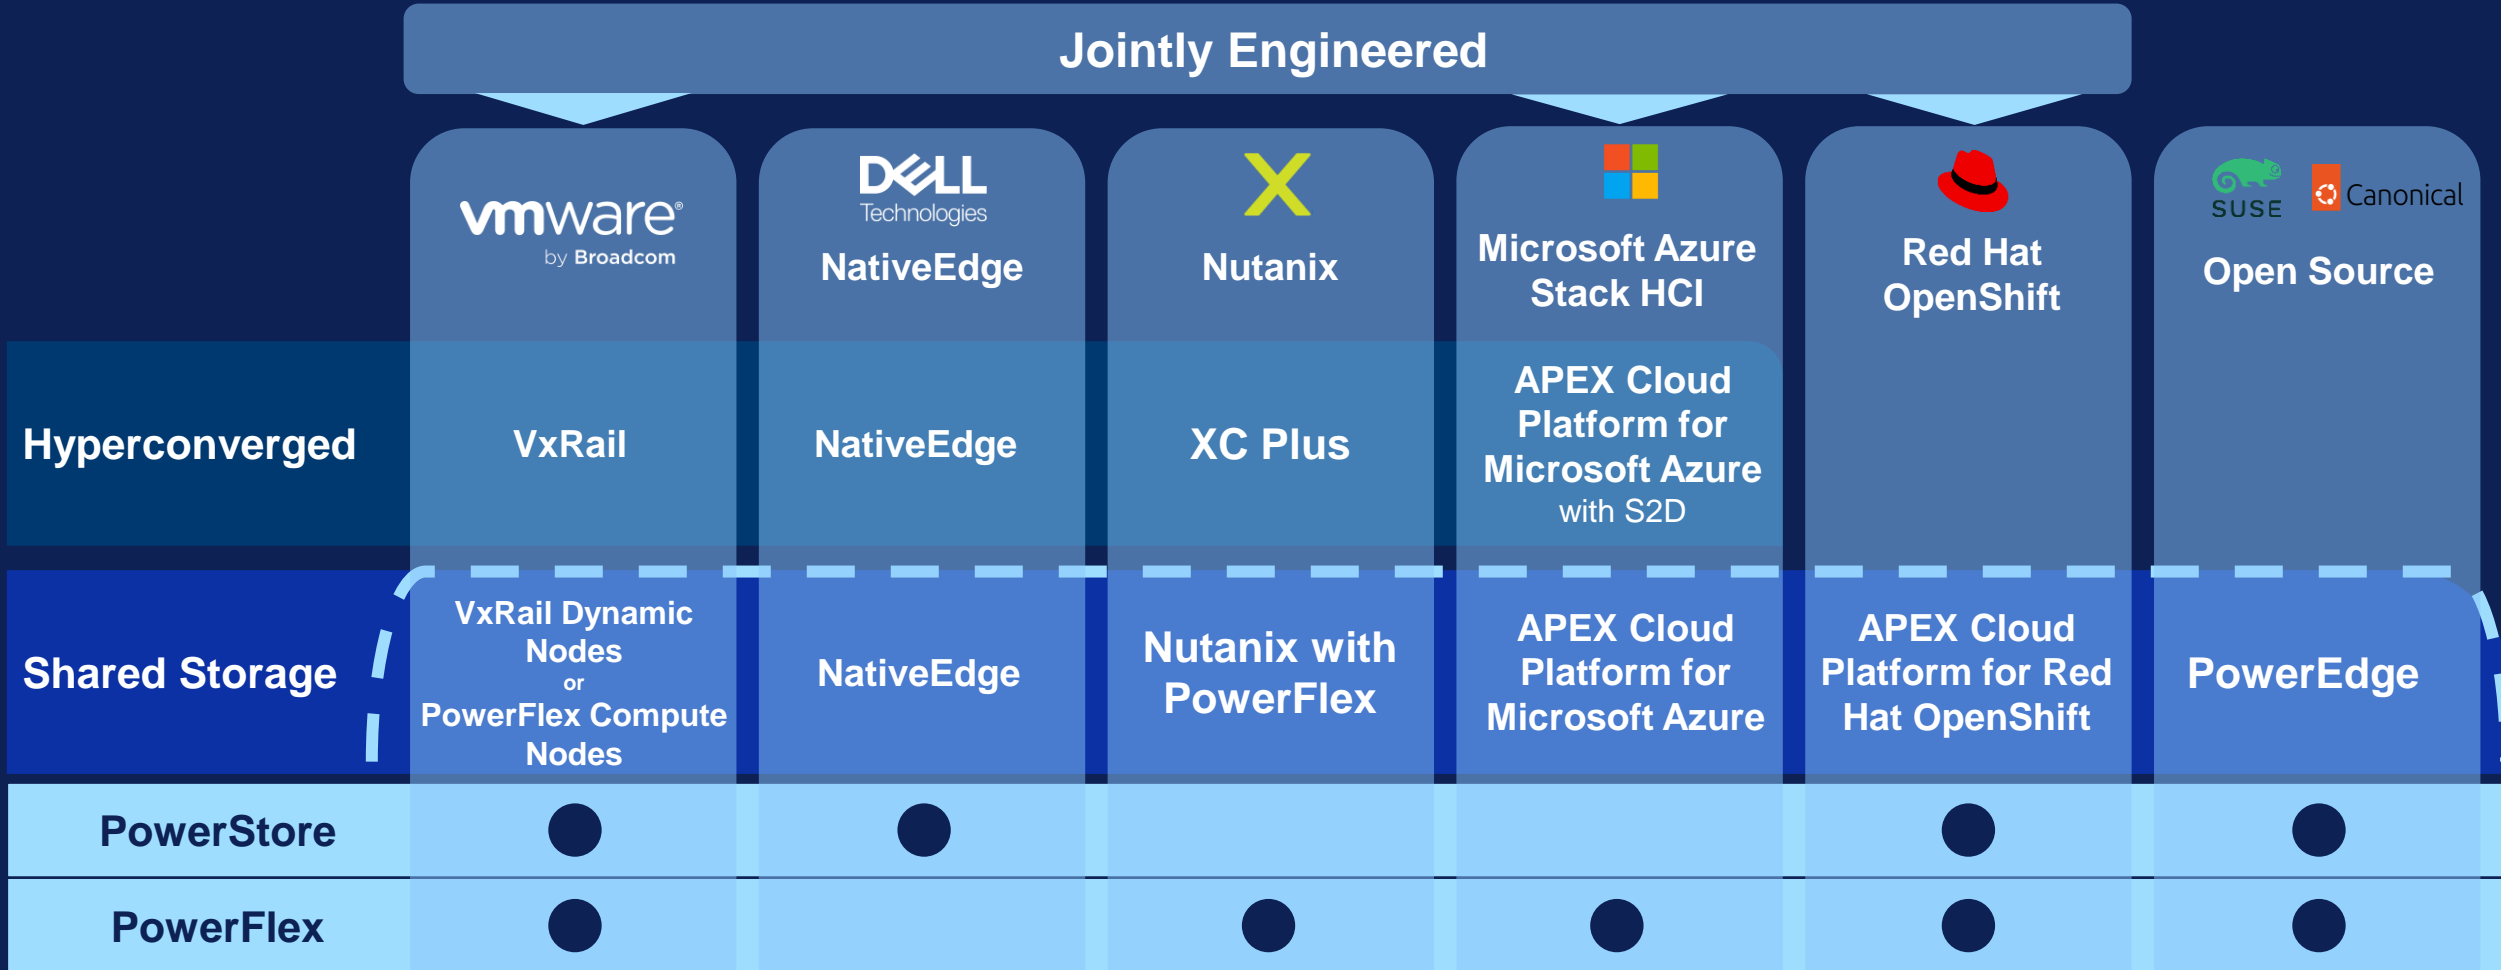 Jointly Engineered
vmware®
by Broadcom
DELL
Technologies
NativeEdge
Nutanix
Microsoft Azure
Stack HCI
Red Hat
OpenShift
SUSE
Canonical
Open Source
Hyperconverged
VxRail
NativeEdge
XC Plus
APEX Cloud
Platform for
Microsoft Azure
with S2D
Shared Storage
VxRail Dynamic
Nodes
or
PowerFlex Compute
Nodes
NativeEdge
Nutanix with
PowerFlex
APEX Cloud
Platform for
Microsoft Azure
APEX Cloud
Platform for Red
Hat OpenShift
PowerEdge
PowerStore
PowerFlex